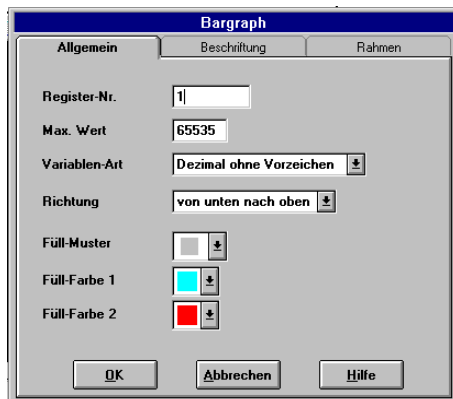 Bargraph
Allgemein Beschriftung Rahmen
Register-Nr. 1
Max. Wert 65535
Variablen-Art Dezimal ohne Vorzeichen
Richtung von unten nach oben
Füll-Muster
Füll-Farbe 1
Füll-Farbe 2
OK Abbrechen Hilfe